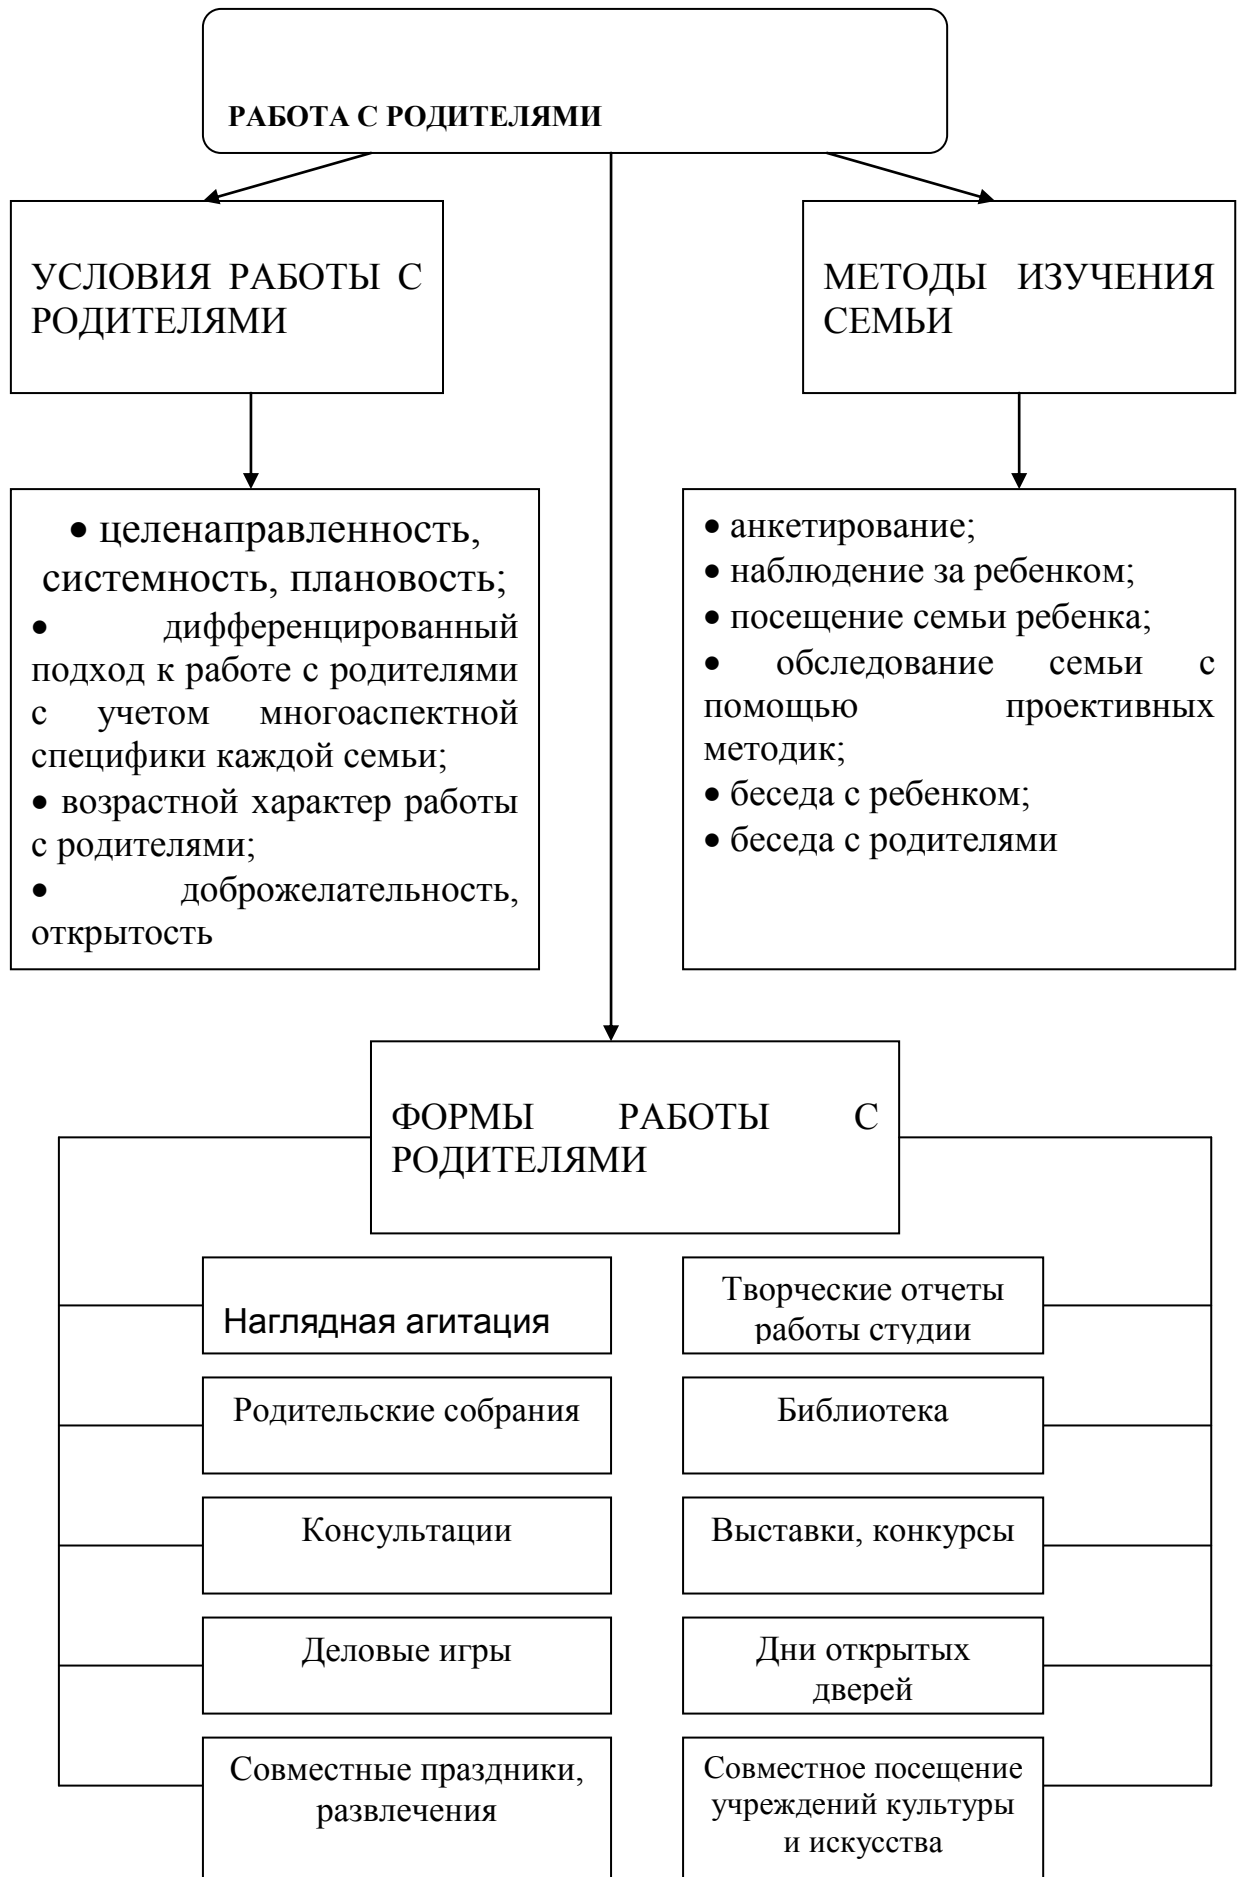 РАБОТА С РОДИТЕЛЯМИ
УСЛОВИЯ РАБОТЫ С
РОДИТЕЛЯМИ
МЕТОДЫ ИЗУЧЕНИЯ
СЕМЬИ
• целенаправленность,
системность, плановость;
• дифференцированный
подход к работе с родителями
с учетом многоаспектной
специфики каждой семьи;
• возрастной характер работы
с родителями;
• доброжелательность,
открытость
• анкетирование;
• наблюдение за ребенком;
• посещение семьи ребенка;
• обследование семьи с
помощью проективных
методик;
• беседа с ребенком;
• беседа с родителями
ФОРМЫ РАБОТЫ С
РОДИТЕЛЯМИ
Наглядная агитация
Творческие отчеты
работы студии
Родительские собрания
Библиотека
Консультации
Выставки, конкурсы
Деловые игры
Дни открытых
дверей
Совместные праздники,
развлечения
Совместное посещение
учреждений культуры
и искусства